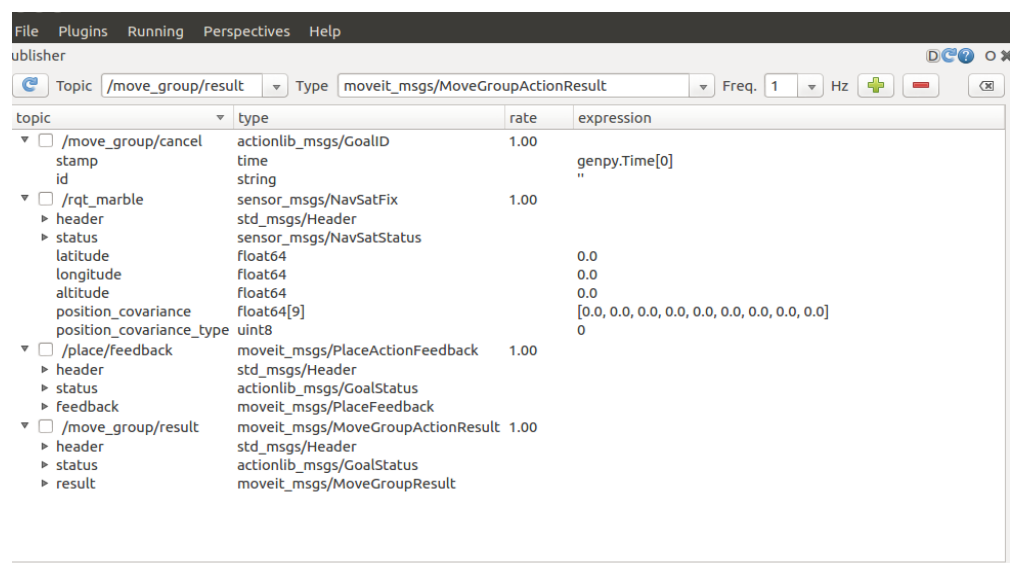 File Plugins Running Perspectives Help
ublisher D ? O ✖
Topic /move_group/result Type moveit_msgs/MoveGroupActionResult Freq. 1 Hz
topic type rate expression
/move_group/cancel actionlib_msgs/GoalID 1.00
stamp time genpy.Time[0]
id string ''
/rqt_marble sensor_msgs/NavSatFix 1.00
header std_msgs/Header
status sensor_msgs/NavSatStatus
latitude float64 0.0
longitude float64 0.0
altitude float64 0.0
position_covariance float64[9] [0.0, 0.0, 0.0, 0.0, 0.0, 0.0, 0.0, 0.0, 0.0]
position_covariance_type uint8 0
/place/feedback moveit_msgs/PlaceActionFeedback 1.00
header std_msgs/Header
status actionlib_msgs/GoalStatus
feedback moveit_msgs/PlaceFeedback
/move_group/result moveit_msgs/MoveGroupActionResult 1.00
header std_msgs/Header
status actionlib_msgs/GoalStatus
result moveit_msgs/MoveGroupResult